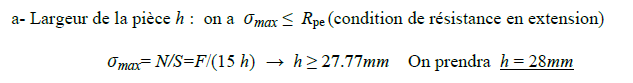 a- Largeur de la pièce h : on a σmax ≤ Rpe (condition de résistance en extension)
σmax= N/S=F/(15 h) → h ≥ 27.77mm On prendra h = 28mm